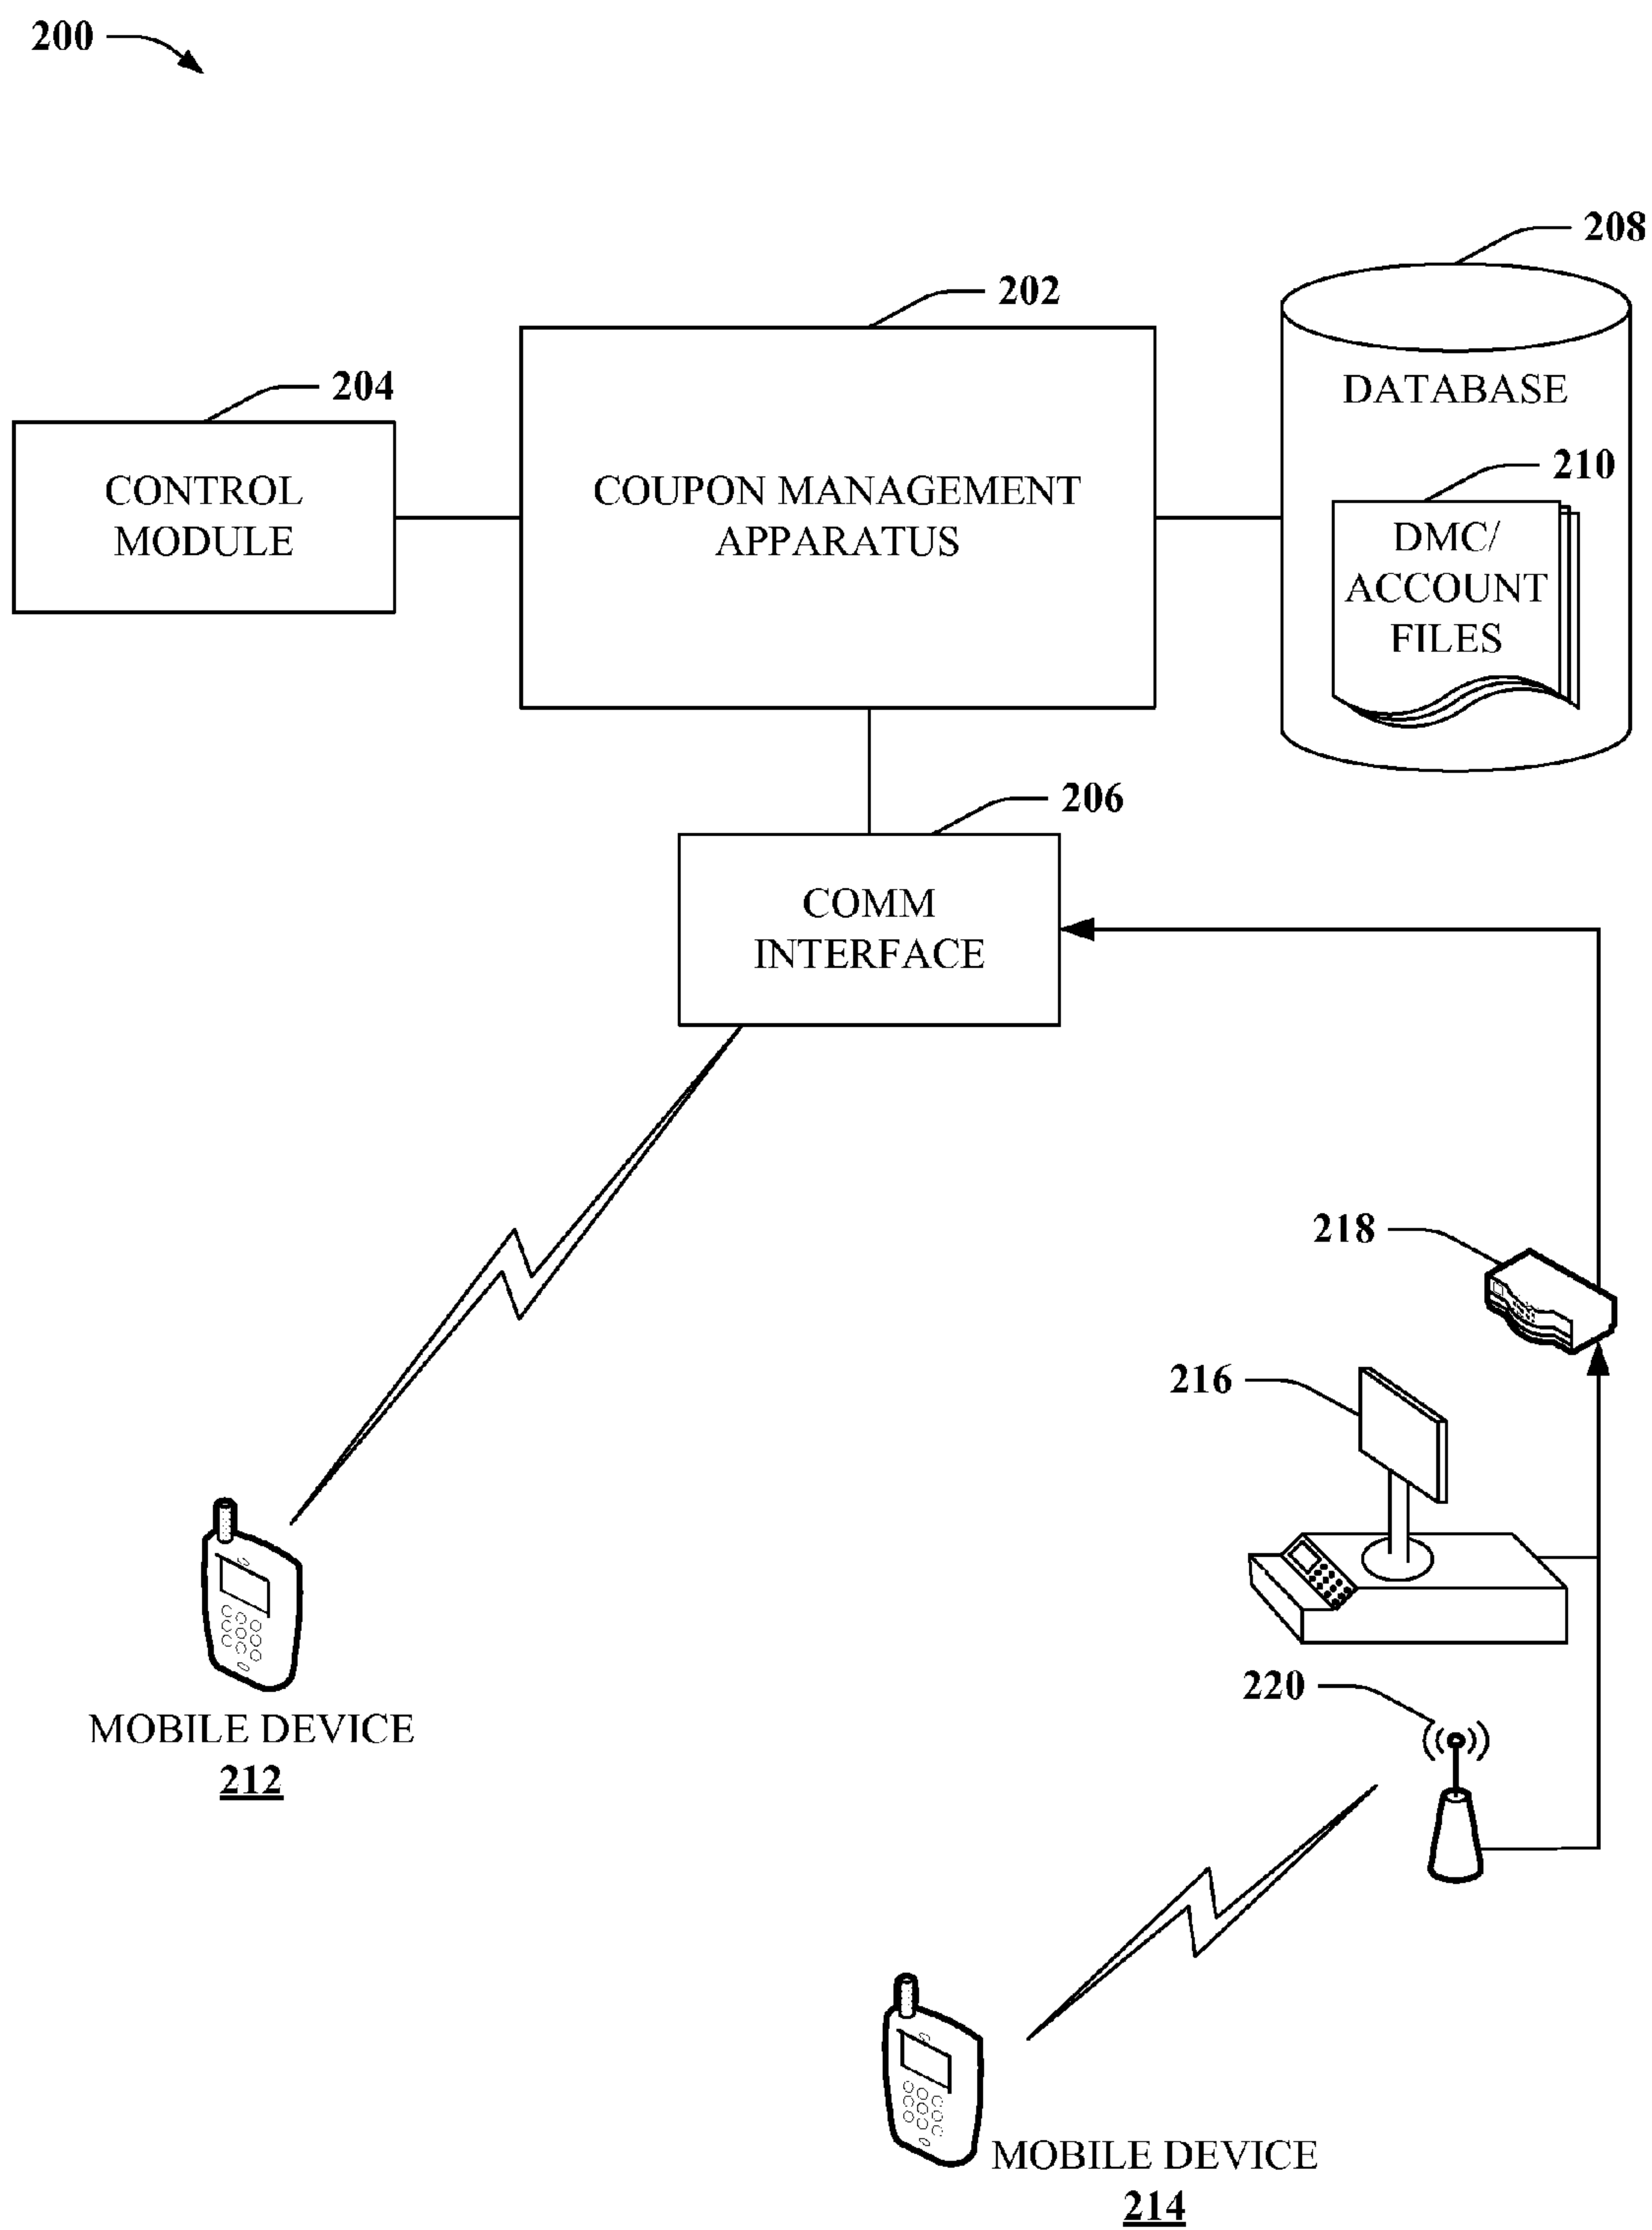 200
208
202
204
DATABASE
210
CONTROL
MODULE
COUPON MANAGEMENT
APPARATUS
DMC/
ACCOUNT
FILES
206
COMM
INTERFACE
218
216
220
MOBILE DEVICE
212
MOBILE DEVICE
214